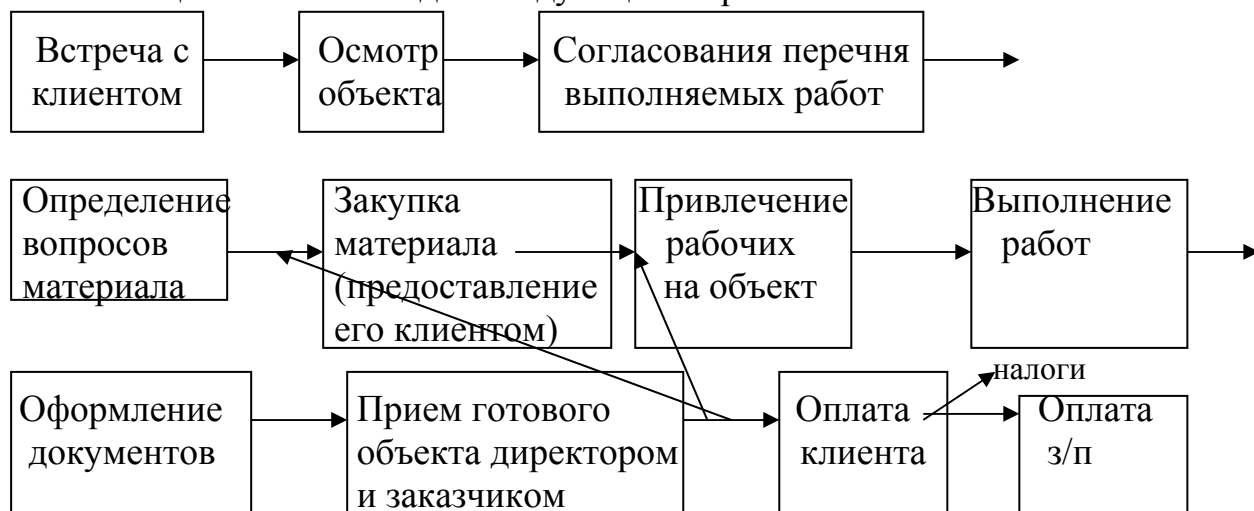 Встреча с
клиентом
Осмотр
объекта
Согласования перечня
выполняемых работ
Определение
вопросов
материала
Закупка
материала
(предоставление
его клиентом)
Привлечение
рабочих
на объект
Выполнение
работ
Оформление
документов
Прием готового
объекта директором
и заказчиком
Оплата
клиента
налоги
Оплата
з/п